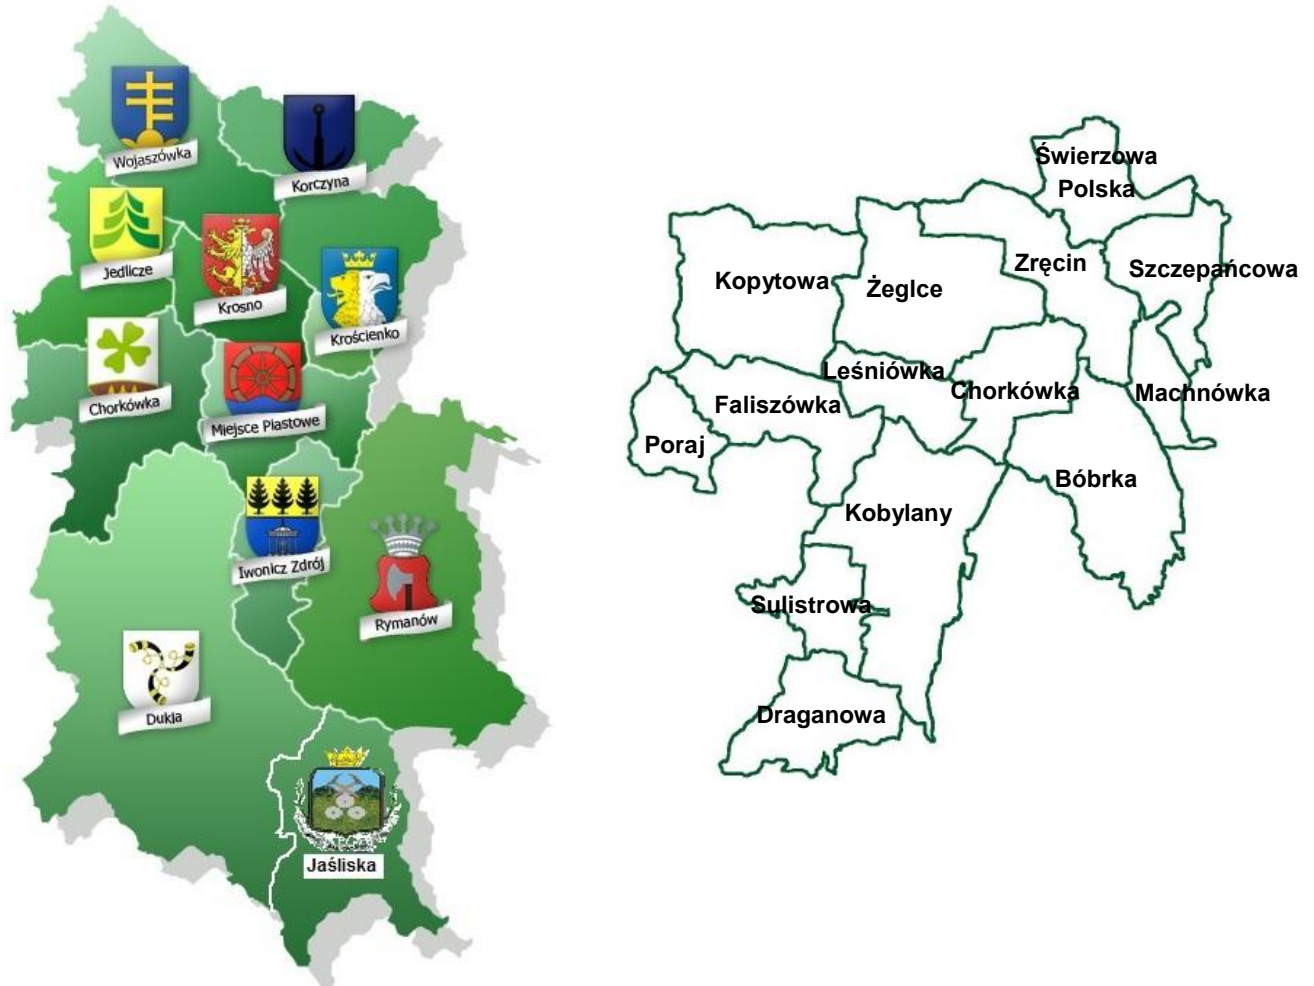 Wojaszówka
Korczyna
Jedlicze
Krosno
Krościenko
Chorkówka
Miejsce Piastowe
Iwonicz Zdrój
Rymanów
Dukla
Jaśliska
Świerzowa
Polska
Zręcin
Szczepańcowa
Kopytowa
Żeglce
Leśniówka
Chorkówka
Machnówka
Faliszówka
Poraj
Bóbrka
Kobylany
Sulistrowa
Draganowa